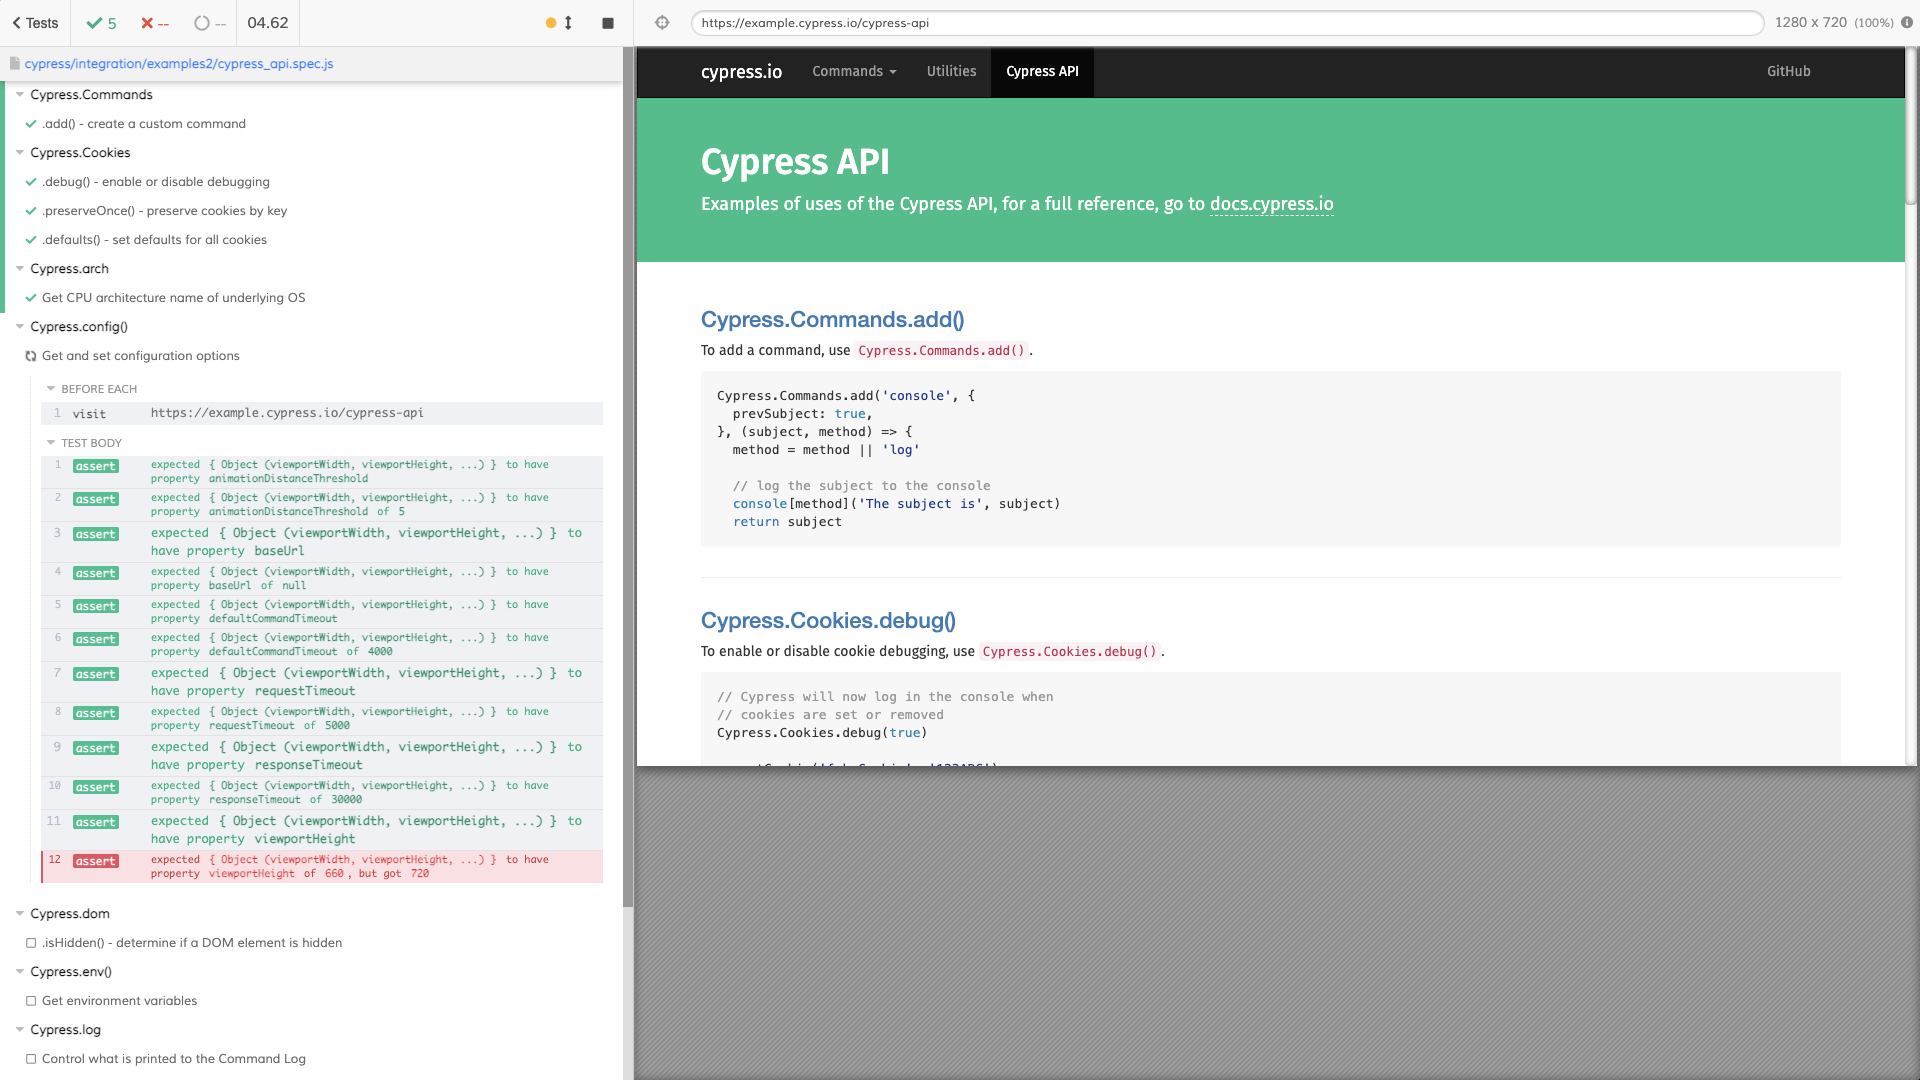 Tests
5
--
--
04.62
cypress/integration/examples2/cypress_api.spec.js
Cypress.Commands
.add() - create a custom command
Cypress.Cookies
.debug() - enable or disable debugging
.preserveOnce() - preserve cookies by key
.defaults() - set defaults for all cookies
Cypress.arch
Get CPU architecture name of underlying OS
Cypress.config()
Get and set configuration options
BEFORE EACH
1 visit https://example.cypress.io/cypress-api
TEST BODY
1 assert expected { Object (viewportWidth, viewportHeight, ...) } to have
property animationDistanceThreshold
2 assert expected { Object (viewportWidth, viewportHeight, ...) } to have
property animationDistanceThreshold of 5
3 assert expected { Object (viewportWidth, viewportHeight, ...) } to
have property baseUrl
4 assert expected { Object (viewportWidth, viewportHeight, ...) } to have
property baseUrl of null
5 assert expected { Object (viewportWidth, viewportHeight, ...) } to have
property defaultCommandTimeout
6 assert expected { Object (viewportWidth, viewportHeight, ...) } to have
property defaultCommandTimeout of 4000
7 assert expected { Object (viewportWidth, viewportHeight, ...) } to
have property requestTimeout
8 assert expected { Object (viewportWidth, viewportHeight, ...) } to have
property requestTimeout of 5000
9 assert expected { Object (viewportWidth, viewportHeight, ...) } to
have property responseTimeout
10 assert expected { Object (viewportWidth, viewportHeight, ...) } to have
property responseTimeout of 30000
11 assert expected { Object (viewportWidth, viewportHeight, ...) } to
have property viewportHeight
12 assert expected { Object (viewportWidth, viewportHeight, ...) } to have
property viewportHeight of 660, but got 720
Cypress.dom
.isHidden() - determine if a DOM element is hidden
Cypress.env()
Get environment variables
Cypress.log
Control what is printed to the Command Log
https://example.cypress.io/cypress-api
1280 x 720 (100%)
cypress.io Commands Utilities Cypress API GitHub
Cypress API
Examples of uses of the Cypress API, for a full reference, go to docs.cypress.io
Cypress.Commands.add()
To add a command, use Cypress.Commands.add().
Cypress.Commands.add('console', {
prevSubject: true,
}, (subject, method) => {
method = method || 'log'
// log the subject to the console
console[method]('The subject is', subject)
return subject
Cypress.Cookies.debug()
To enable or disable cookie debugging, use Cypress.Cookies.debug().
// Cypress will now log in the console when
// cookies are set or removed
Cypress.Cookies.debug(true)